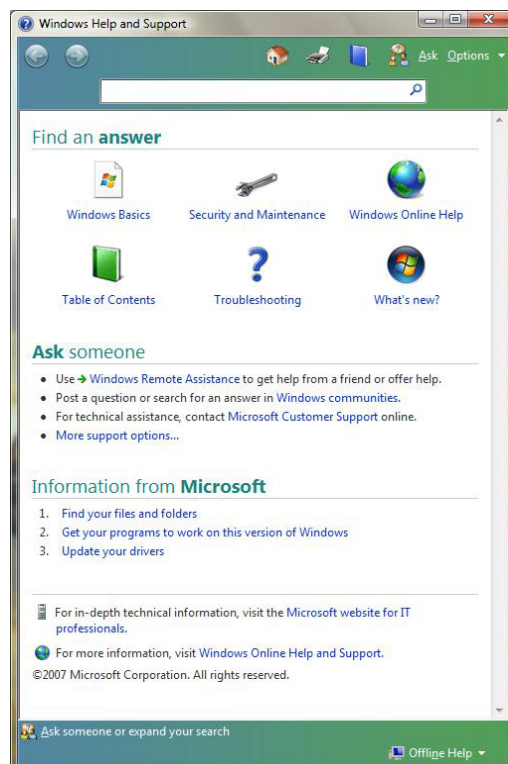 Windows Help and Support
Ask Options
Find an answer
Windows Basics Security and Maintenance Windows Online Help
Table of Contents Troubleshooting What's new?
Ask someone
• Use → Windows Remote Assistance to get help from a friend or offer help.
• Post a question or search for an answer in Windows communities.
• For technical assistance, contact Microsoft Customer Support online.
• More support options...
Information from Microsoft
1. Find your files and folders
2. Get your programs to work on this version of Windows
3. Update your drivers
For in-depth technical information, visit the Microsoft website for IT
professionals.
For more information, visit Windows Online Help and Support.
©2007 Microsoft Corporation. All rights reserved.
Ask someone or expand your search
Offline Help